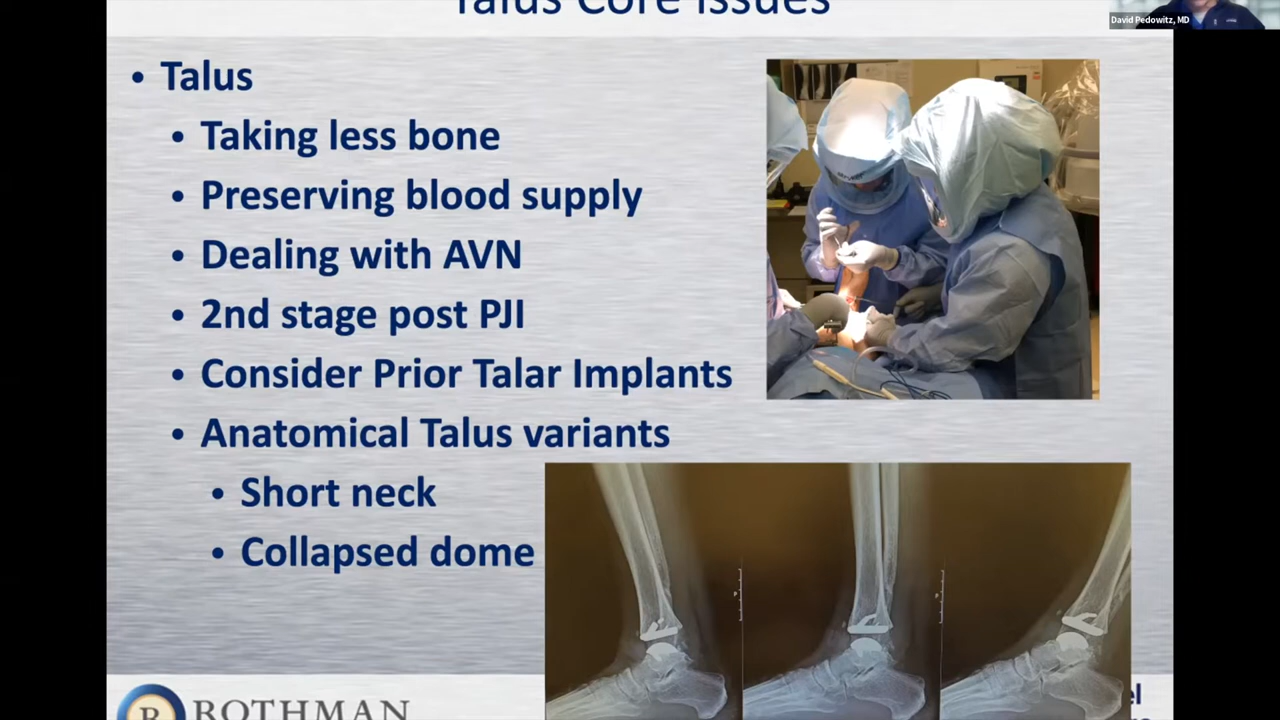 Talus Core Issues
David Pedowitz, MD
• Talus
• Taking less bone
• Preserving blood supply
• Dealing with AVN
• 2nd stage post PJI
• Consider Prior Talar Implants
• Anatomical Talus variants
• Short neck
• Collapsed dome
P
P
R ROTHMAN
el